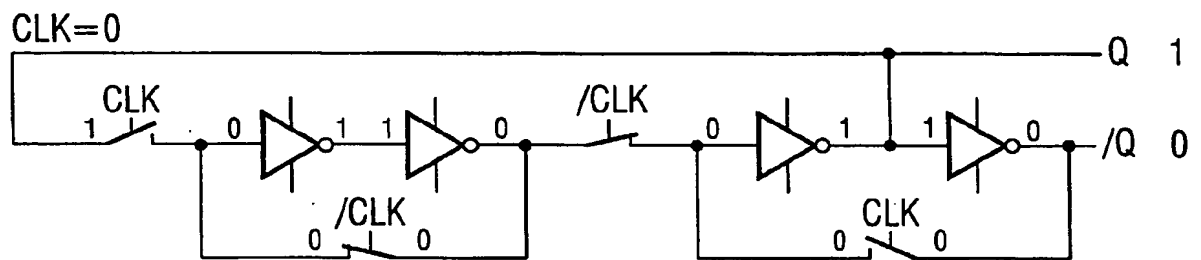 CLK=0
Q 1
CLK
/CLK
1 0 1 1 0 0 1 1 0 /Q 0
/CLK
CLK
0 0 0 0